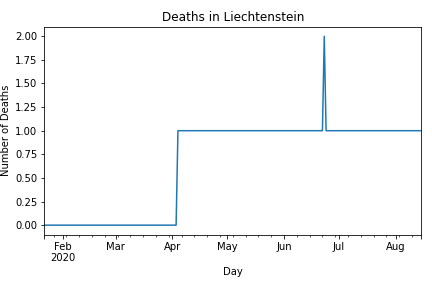 Deaths in Liechtenstein
Number of Deaths
2.00
1.75
1.50
1.25
1.00
0.75
0.50
0.25
0.00
Feb Mar Apr May Jun Jul Aug
2020
Day